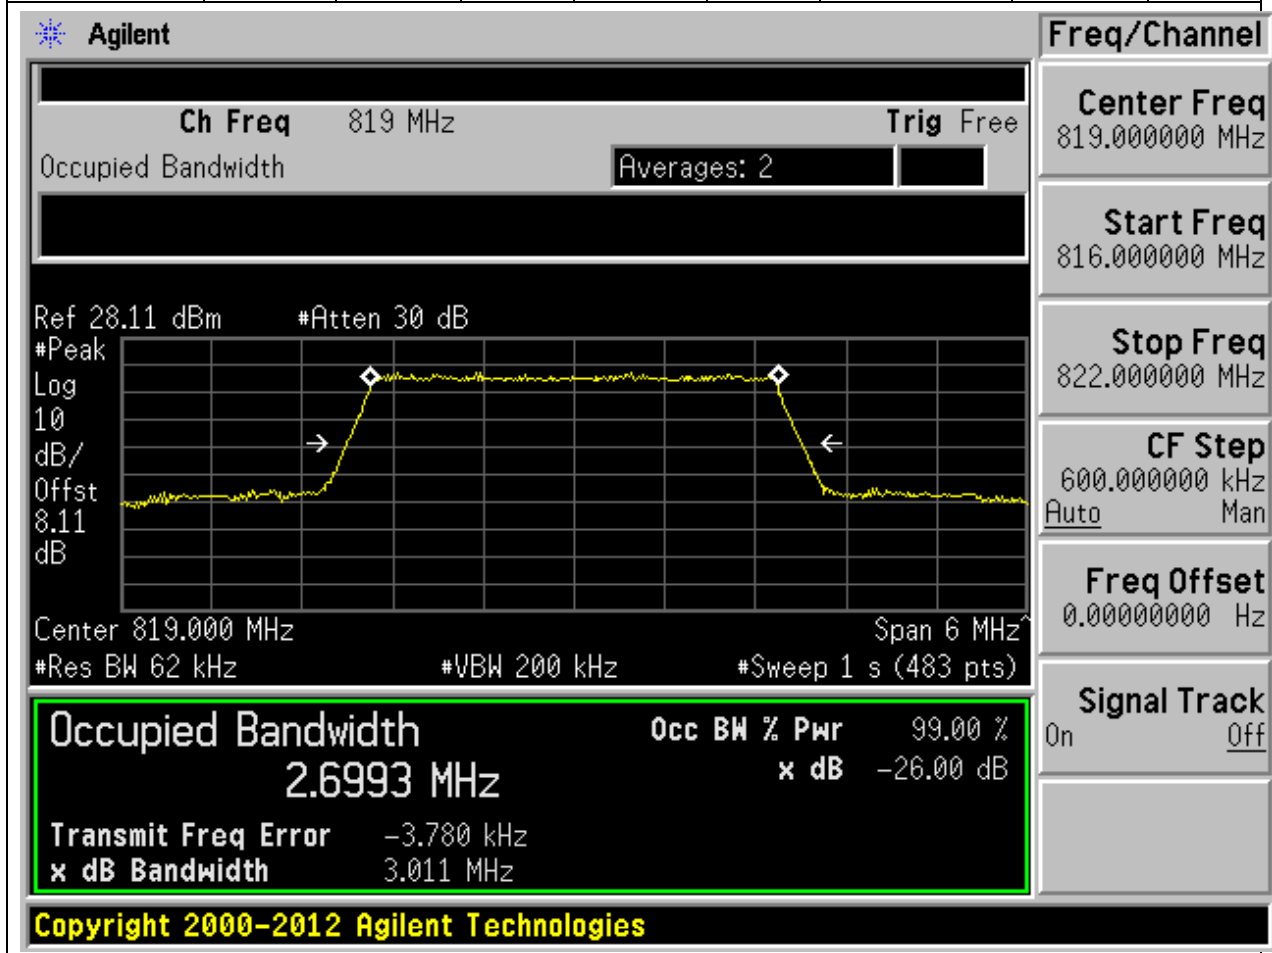 Agilent
Freq/Channel
Ch Freq 819 MHz Trig Free
Occupied Bandwidth Averages: 2
Center Freq
819.000000 MHz
Start Freq
816.000000 MHz
Stop Freq
822.000000 MHz
CF Step
600.000000 kHz
Auto Man
Freq Offset
0.00000000 Hz
Signal Track
On Off
Ref 28.11 dBm #Atten 30 dB
#Peak
Log
10
dB/
Offst
8.11
dB
Center 819.000 MHz Span 6 MHz^
#Res BW 62 kHz #VBW 200 kHz #Sweep 1 s (483 pts)
Occupied Bandwidth Occ BW % Pwr 99.00 %
2.6993 MHz x dB -26.00 dB
Transmit Freq Error -3.780 kHz
x dB Bandwidth 3.011 MHz
Copyright 2000-2012 Agilent Technologies